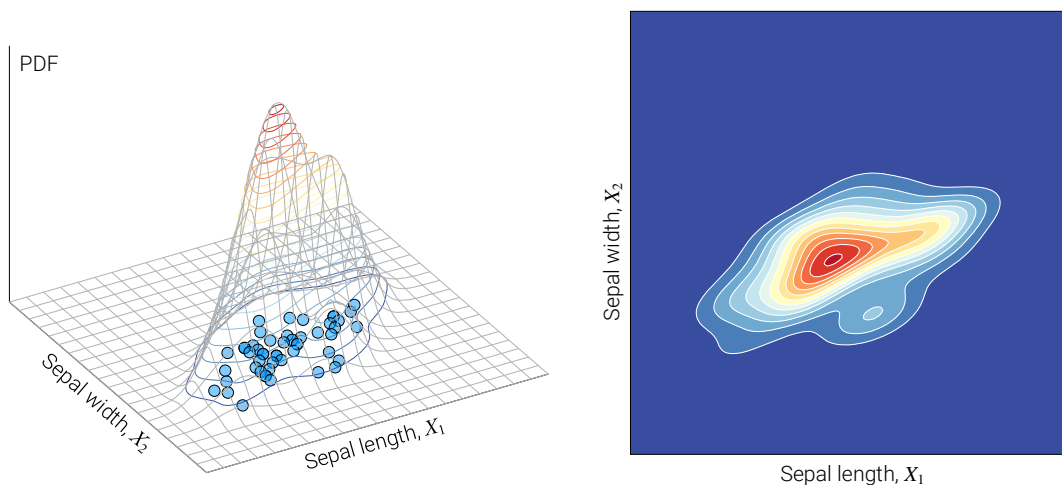 PDF
Sepal width, X₂
Sepal length, X₁
Sepal width, X₂
Sepal length, X₁